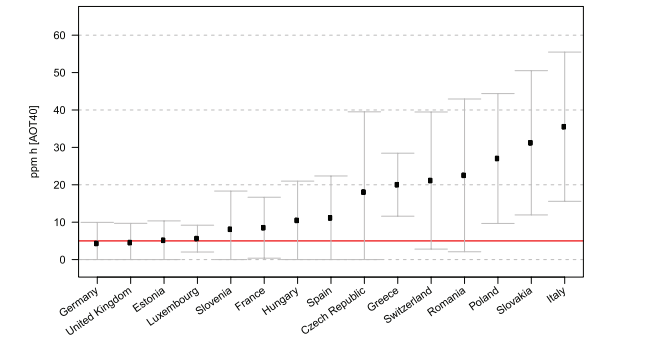 60
50
40
30
20
10
0
ppm h [AOT40]
Germany
United Kingdom
Estonia
Luxembourg
Slovenia
France
Hungary
Spain
Czech Republic
Greece
Switzerland
Romania
Poland
Slovakia
Italy